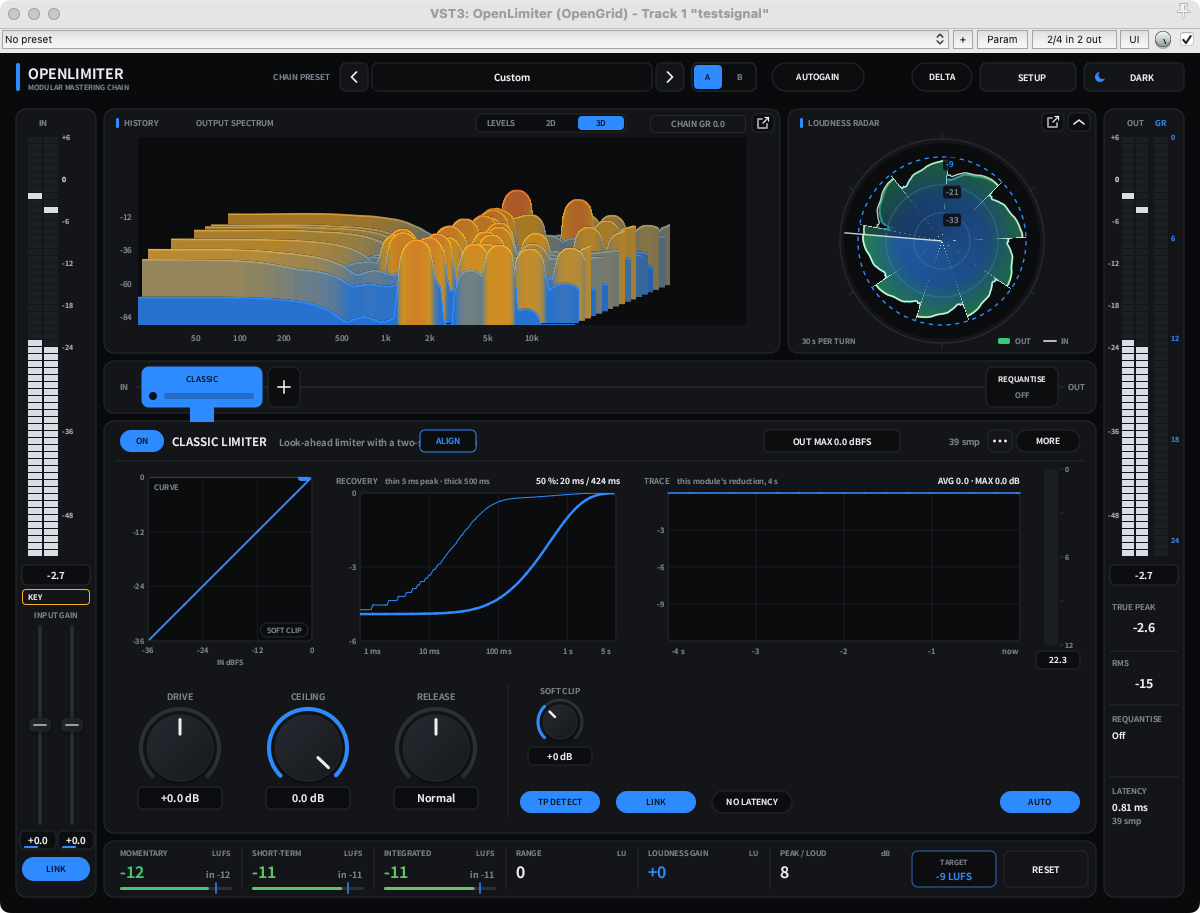 VST3: OpenLimiter (OpenGrid) - Track 1 "testsignal"
No preset
+
Param
2/4 in 2 out
UI
OPENLIMITER
MODULAR MASTERING CHAIN
CHAIN PRESET
Custom
A
B
AUTOGAIN
DELTA
SETUP
DARK
IN
+6
0
-6
-12
-18
-24
-36
-48
-2.7
KEY
INPUT GAIN
+0.0
+0.0
LINK
HISTORY
OUTPUT SPECTRUM
LEVELS
2D
3D
CHAIN GR 0.0
-12
-36
-60
-84
50
100
200
500
1k
2k
5k
10k
LOUDNESS RADAR
-9
-21
-33
30 s PER TURN
OUT
IN
IN
CLASSIC
+
REQUANTISE
OFF
OUT
ON
CLASSIC LIMITER
Look-ahead limiter with a two-
ALIGN
OUT MAX 0.0 dBFS
39 smp
•••
MORE
CURVE
0
-12
-24
-36
SOFT CLIP
-36
-24
-12
0
IN dBFS
RECOVERY
thin 5 ms peak · thick 500 ms
50 %: 20 ms / 424 ms
0
-3
-6
1 ms
10 ms
100 ms
1 s
5 s
TRACE
this module's reduction, 4 s
AVG 0.0 · MAX 0.0 dB
-3
-6
-9
-4 s
-3
-2
-1
now
0
6
12
22.3
DRIVE
+0.0 dB
CEILING
0.0 dB
RELEASE
Normal
SOFT CLIP
+0 dB
TP DETECT
LINK
NO LATENCY
AUTO
MOMENTARY
LUFS
-12
in -12
SHORT-TERM
LUFS
-11
in -11
INTEGRATED
LUFS
-11
in -11
RANGE
LU
0
LOUDNESS GAIN
LU
+0
PEAK / LOUD
dB
8
TARGET
-9 LUFS
RESET
OUT
GR
+6
0
-6
-12
-18
-24
-36
-48
0
6
12
18
24
-2.7
TRUE PEAK
-2.6
RMS
-15
REQUANTISE
Off
LATENCY
0.81 ms
39 smp